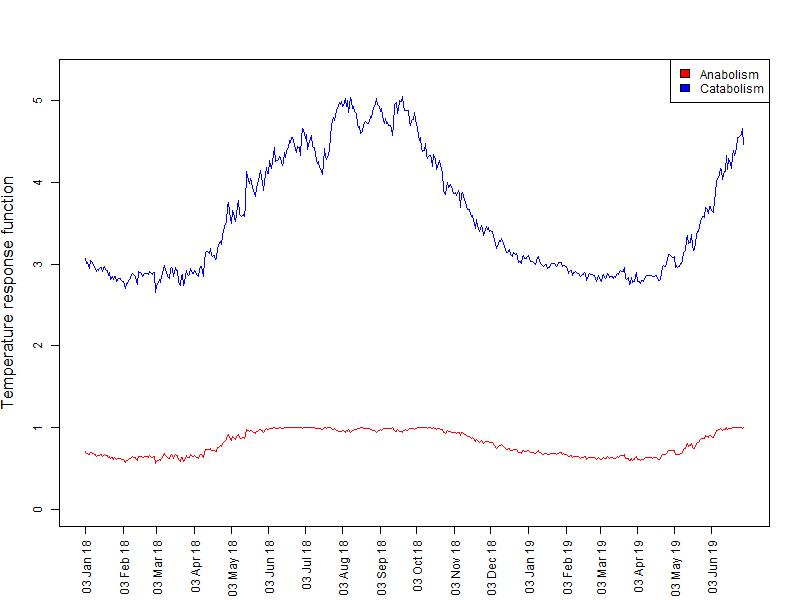 Anabolism
Catabolism
Temperature response function
5
4
3
2
1
0
03 Jan 18
03 Feb 18
03 Mar 18
03 Apr 18
03 May 18
03 Jun 18
03 Jul 18
03 Aug 18
03 Sep 18
03 Oct 18
03 Nov 18
03 Dec 18
03 Jan 19
03 Feb 19
03 Mar 19
03 Apr 19
03 May 19
03 Jun 19